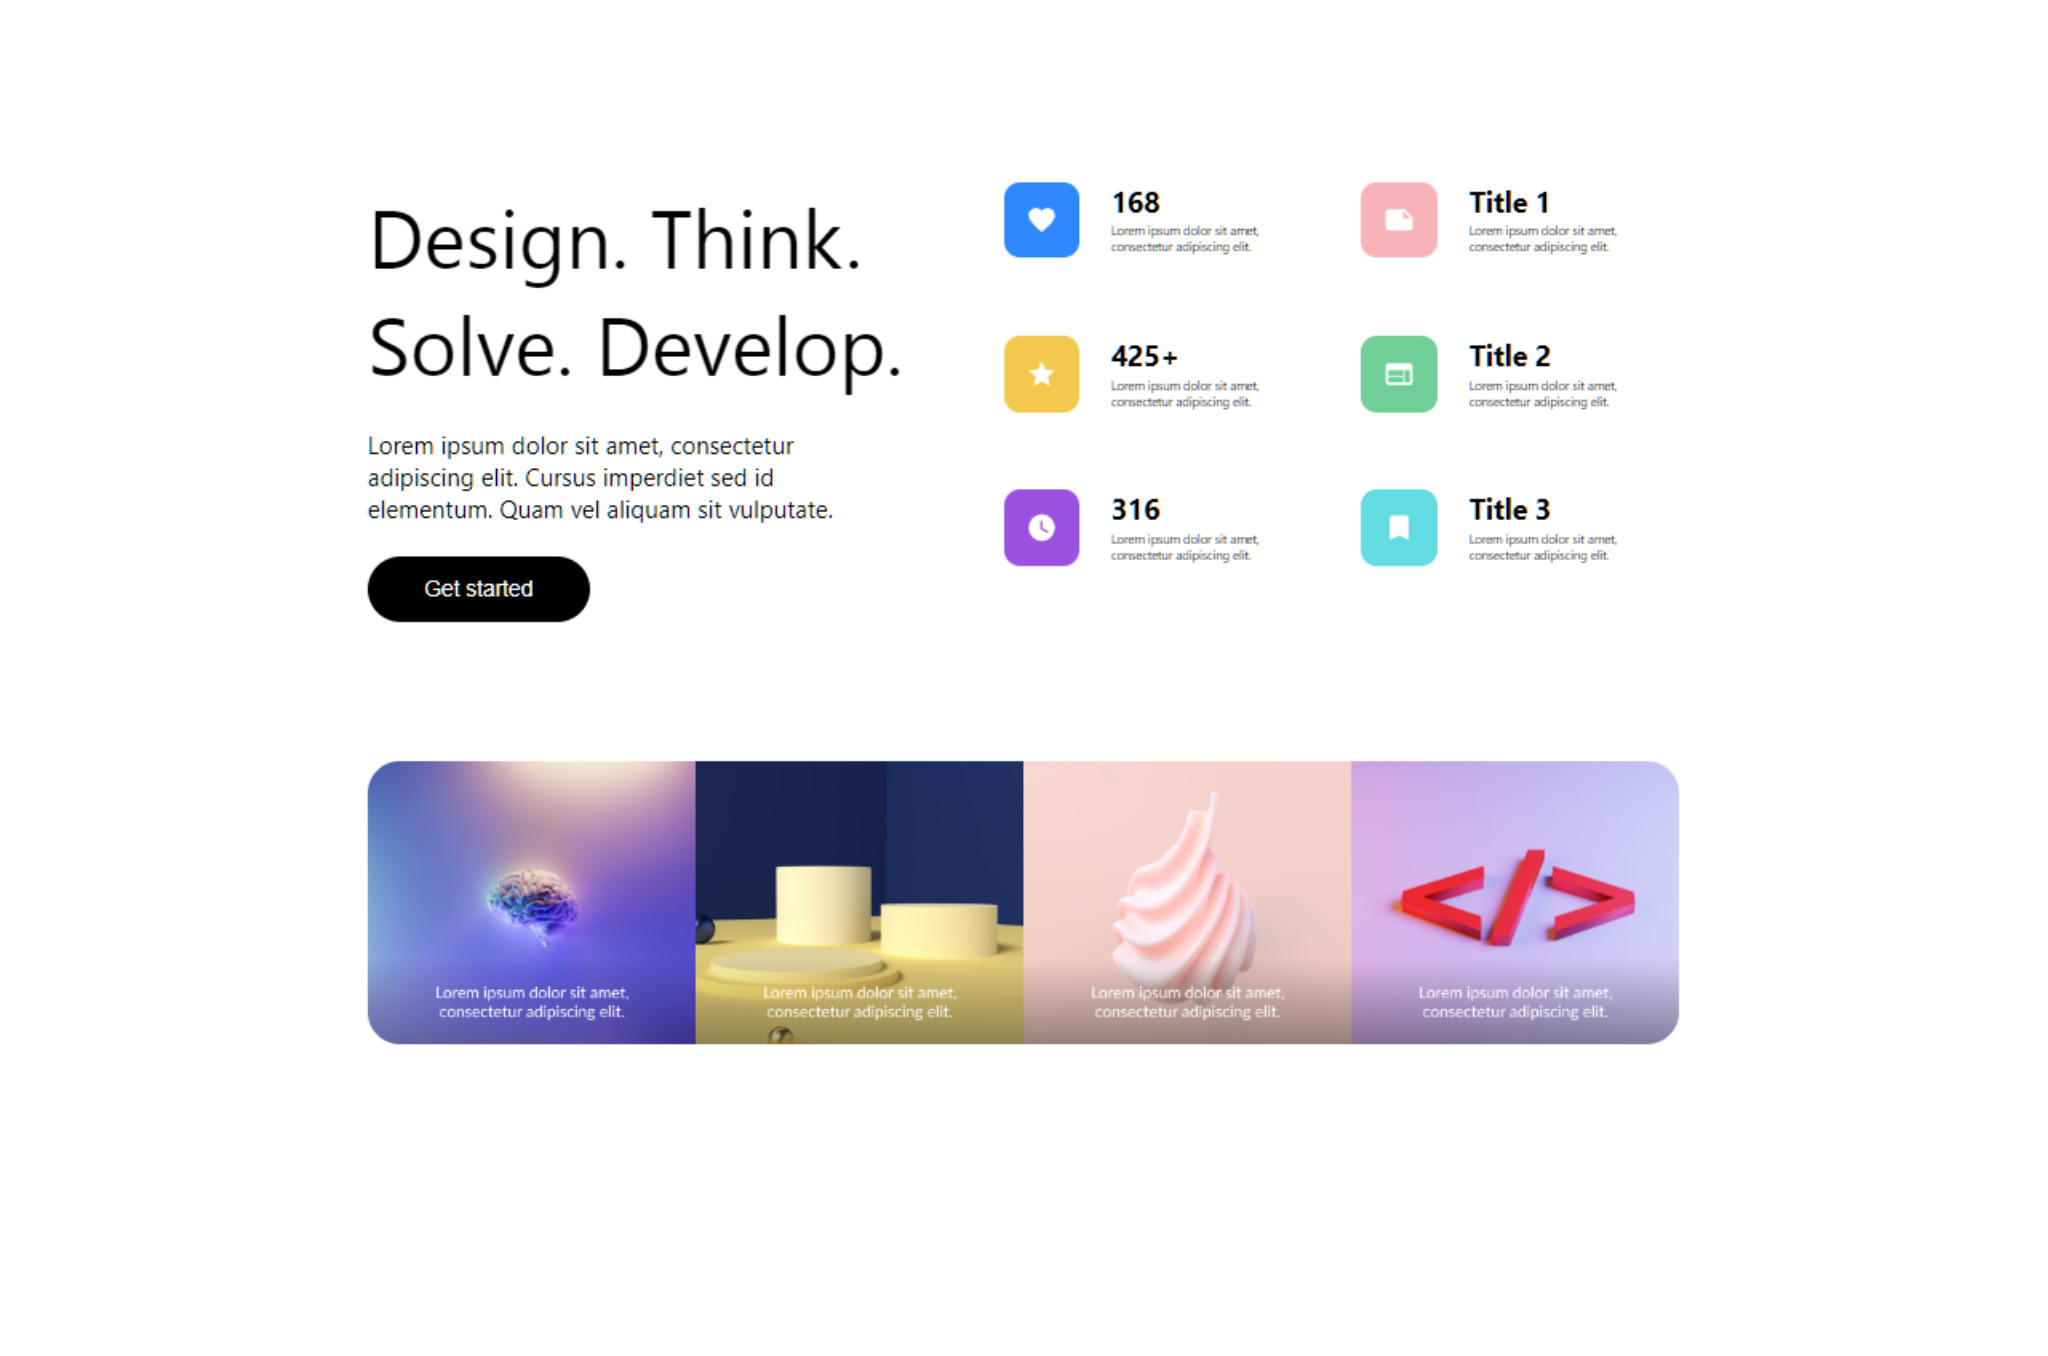 Design. Think.
Solve. Develop.
Lorem ipsum dolor sit amet, consectetur
adipiscing elit. Cursus imperdiet sed id
elementum. Quam vel aliquam sit vulputate.
Get started
168
Lorem ipsum dolor sit amet,
consectetur adipiscing elit.
Title 1
Lorem ipsum dolor sit amet,
consectetur adipiscing elit.
425+
Lorem ipsum dolor sit amet,
consectetur adipiscing elit.
Title 2
Lorem ipsum dolor sit amet,
consectetur adipiscing elit.
316
Lorem ipsum dolor sit amet,
consectetur adipiscing elit.
Title 3
Lorem ipsum dolor sit amet,
consectetur adipiscing elit.
Lorem ipsum dolor sit amet,
consectetur adipiscing elit.
Lorem ipsum dolor sit amet,
consectetur adipiscing elit.
Lorem ipsum dolor sit amet,
consectetur adipiscing elit.
Lorem ipsum dolor sit amet,
consectetur adipiscing elit.